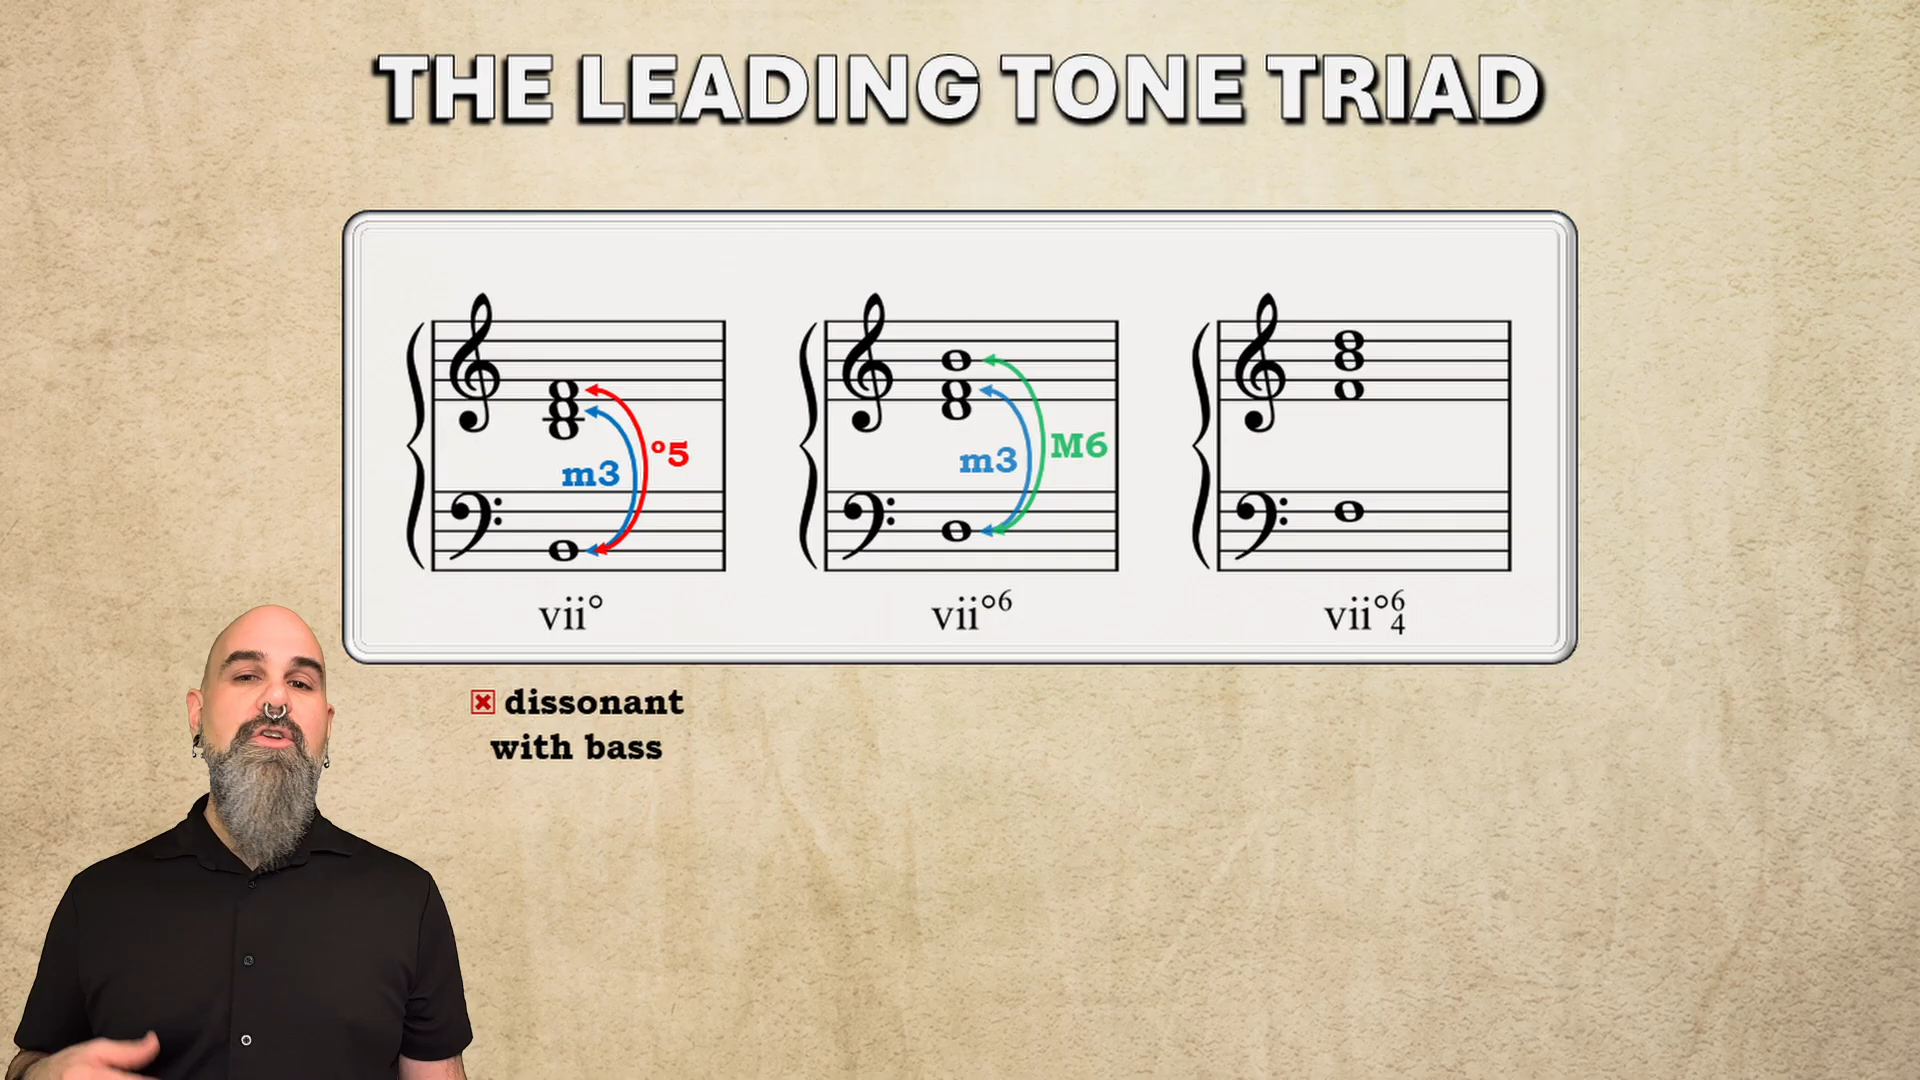 THE LEADING TONE TRIAD
m3 °5
m3 M6
vii° vii°6 vii°6
4
dissonant
with bass